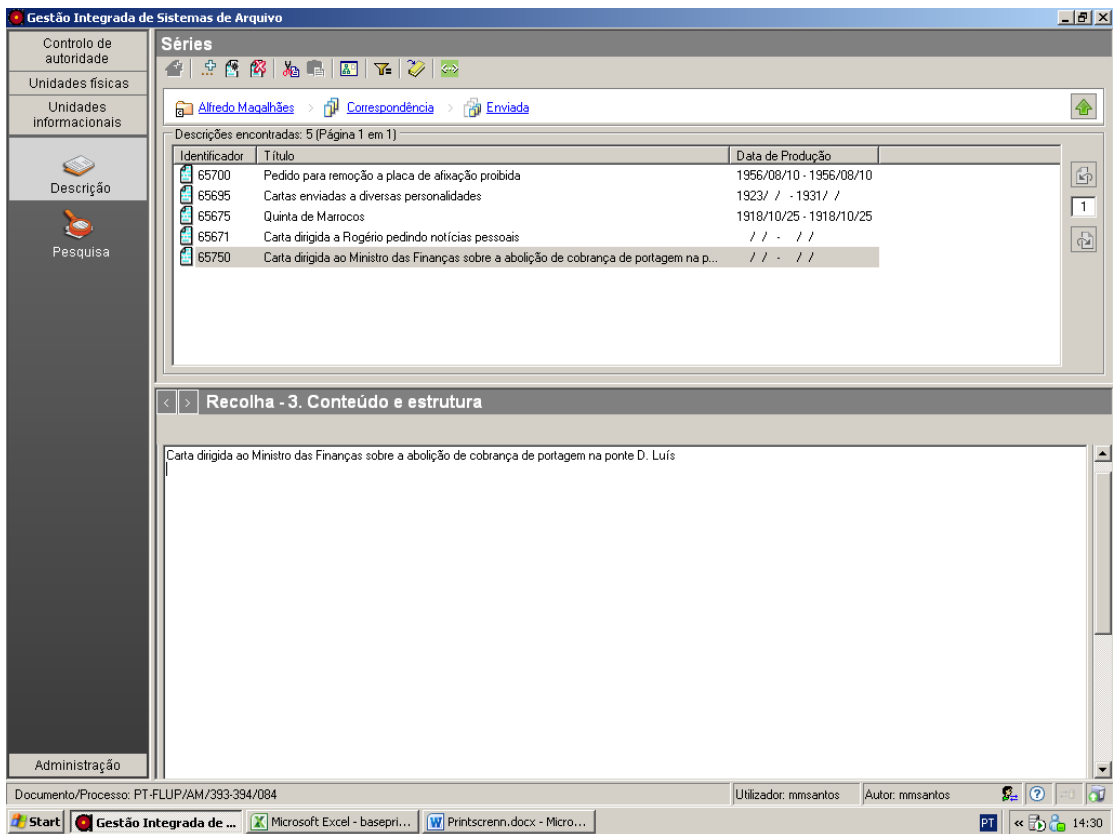 Gestão Integrada de Sistemas de Arquivo
Controlo de
autoridade
Unidades físicas
Unidades
informacionais
Descrição
Pesquisa
Administração
Séries
Alfredo Magalhães > Correspondência > Enviada
Descrições encontradas: 5 (Página 1 em 1)
Identificador Título Data de Produção
65700 Pedido para remoção a placa de afixação proibida 1956/08/10 - 1956/08/10
65695 Cartas enviadas a diversas personalidades 1923/ / - 1931/ /
65675 Quinta de Marrocos 1918/10/25 - 1918/10/25
65671 Carta dirigida a Rogério pedindo notícias pessoais / / - / /
65750 Carta dirigida ao Ministro das Finanças sobre a abolição de cobrança de portagem na p... / / - / /
1
< > Recolha - 3. Conteúdo e estrutura
Carta dirigida ao Ministro das Finanças sobre a abolição de cobrança de portagem na ponte D. Luís
Documento/Processo: PT-FLUP/AM/393-394/084 Utilizador: mmsantos Autor: mmsantos
Start Gestão Integrada de ... Microsoft Excel - basepri... Printscrenn.docx - Micro... PT « 14:30